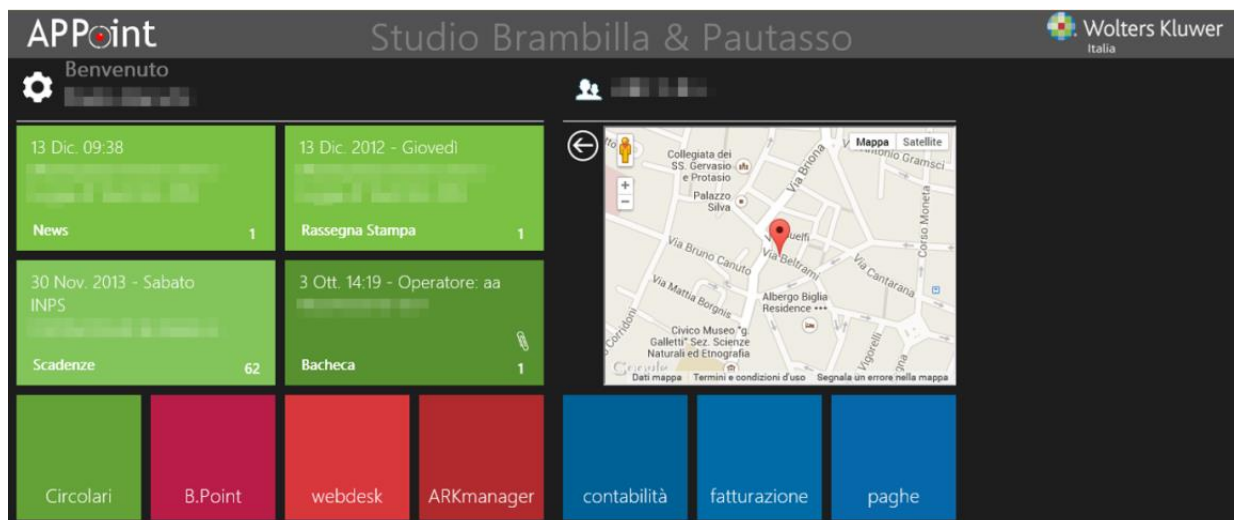 APPoint
Studio Brambilla & Pautasso
Wolters Kluwer
Italia
Benvenuto
13 Dic. 09:38
News
1
13 Dic. 2012 - Giovedì
Rassegna Stampa
1
30 Nov. 2013 - Sabato
INPS
Scadenze
62
3 Ott. 14:19 - Operatore: aa
Bacheca
1
Mappa
Satellite
Collegiata dei
SS. Gervasio
e Protasio
Palazzo
Silva
Via Briona
Antonio Gramsci
Corso Moneta
Via Bruno Canuto
Via Beltrami
Via Cantarana
Via Mattia Borgnis
Albergo Biglia
Residence
Civico Museo "g.
Galletti" Sez. Scienze
Naturali ed Etnografia
Vigorelli
Google
Dati mappa
Termini e condizioni d'uso
Segnala un errore nella mappa
Circolari
B.Point
webdesk
ARKmanager
contabilità
fatturazione
paghe